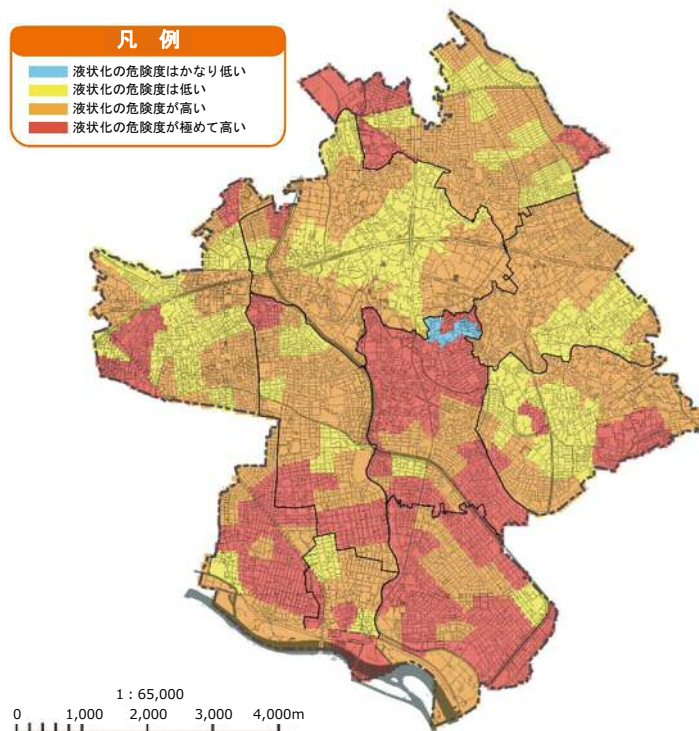 凡 例
液状化の危険度はかなり低い
液状化の危険度は低い
液状化の危険度が高い
液状化の危険度が極めて高い
1：65,000
0 1,000 2,000 3,000 4,000m